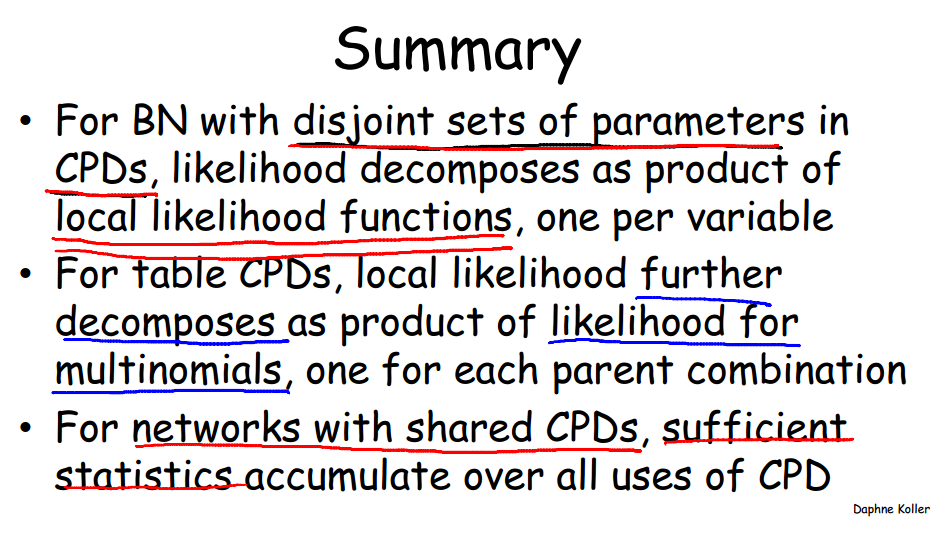 Summary
• For BN with disjoint sets of parameters in
CPDs, likelihood decomposes as product of
local likelihood functions, one per variable
• For table CPDs, local likelihood further
decomposes as product of likelihood for
multinomials, one for each parent combination
• For networks with shared CPDs, sufficient
statistics accumulate over all uses of CPD
Daphne Koller